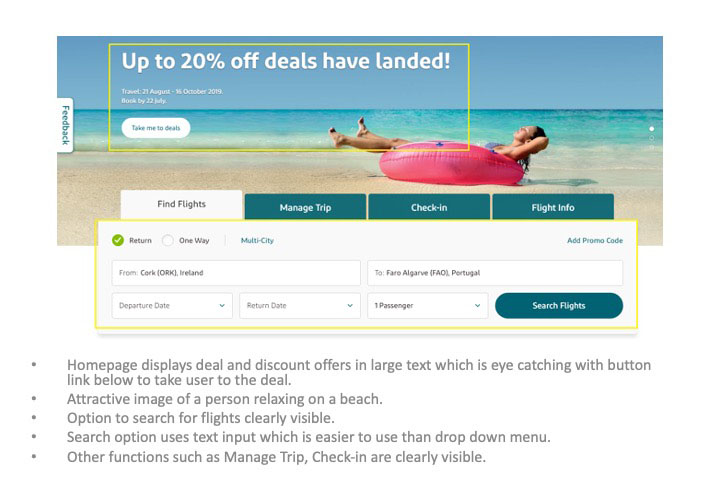 Up to 20% off deals have landed!
Travel: 21 August - 16 October 2019.
Book by 22 July.
Take me to deals
Feedback
Find Flights
Manage Trip
Check-in
Flight Info
Return
One Way
Multi-City
Add Promo Code
From: Cork (ORK), Ireland
To: Faro Algarve (FAO), Portugal
Departure Date
Return Date
1 Passenger
Search Flights
• Homepage displays deal and discount offers in large text which is eye catching with button
link below to take user to the deal.
• Attractive image of a person relaxing on a beach.
• Option to search for flights clearly visible.
• Search option uses text input which is easier to use than drop down menu.
• Other functions such as Manage Trip, Check-in are clearly visible.